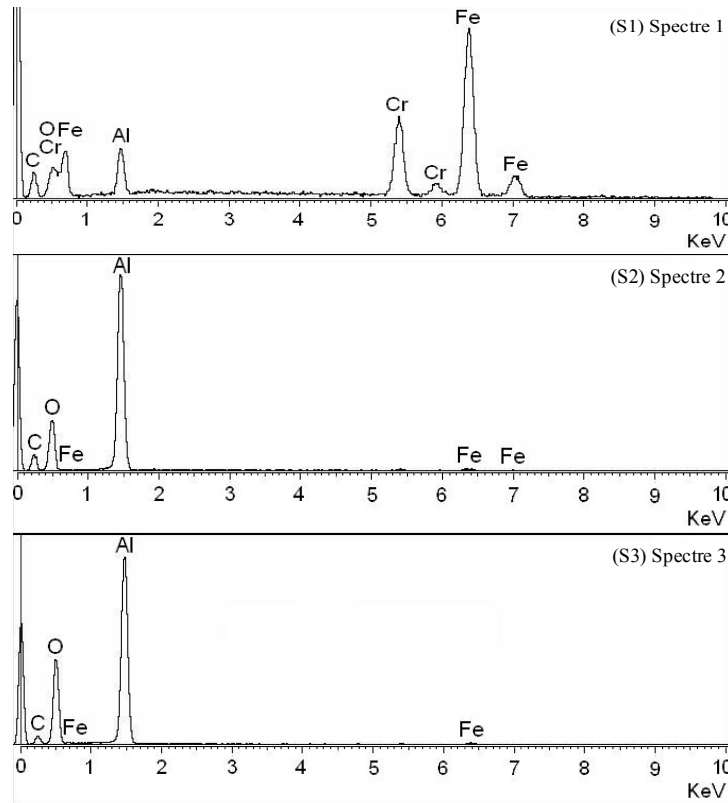 (S1) Spectre 1
Fe
Cr
O Fe
Cr
C
Al
Cr
Fe
0 1 2 3 4 5 6 7 8 9 10
KeV
(S2) Spectre 2
Al
O
C
Fe
Fe Fe
0 1 2 3 4 5 6 7 8 9 10
KeV
(S3) Spectre 3
Al
O
C Fe
Fe
0 1 2 3 4 5 6 7 8 9 10
KeV